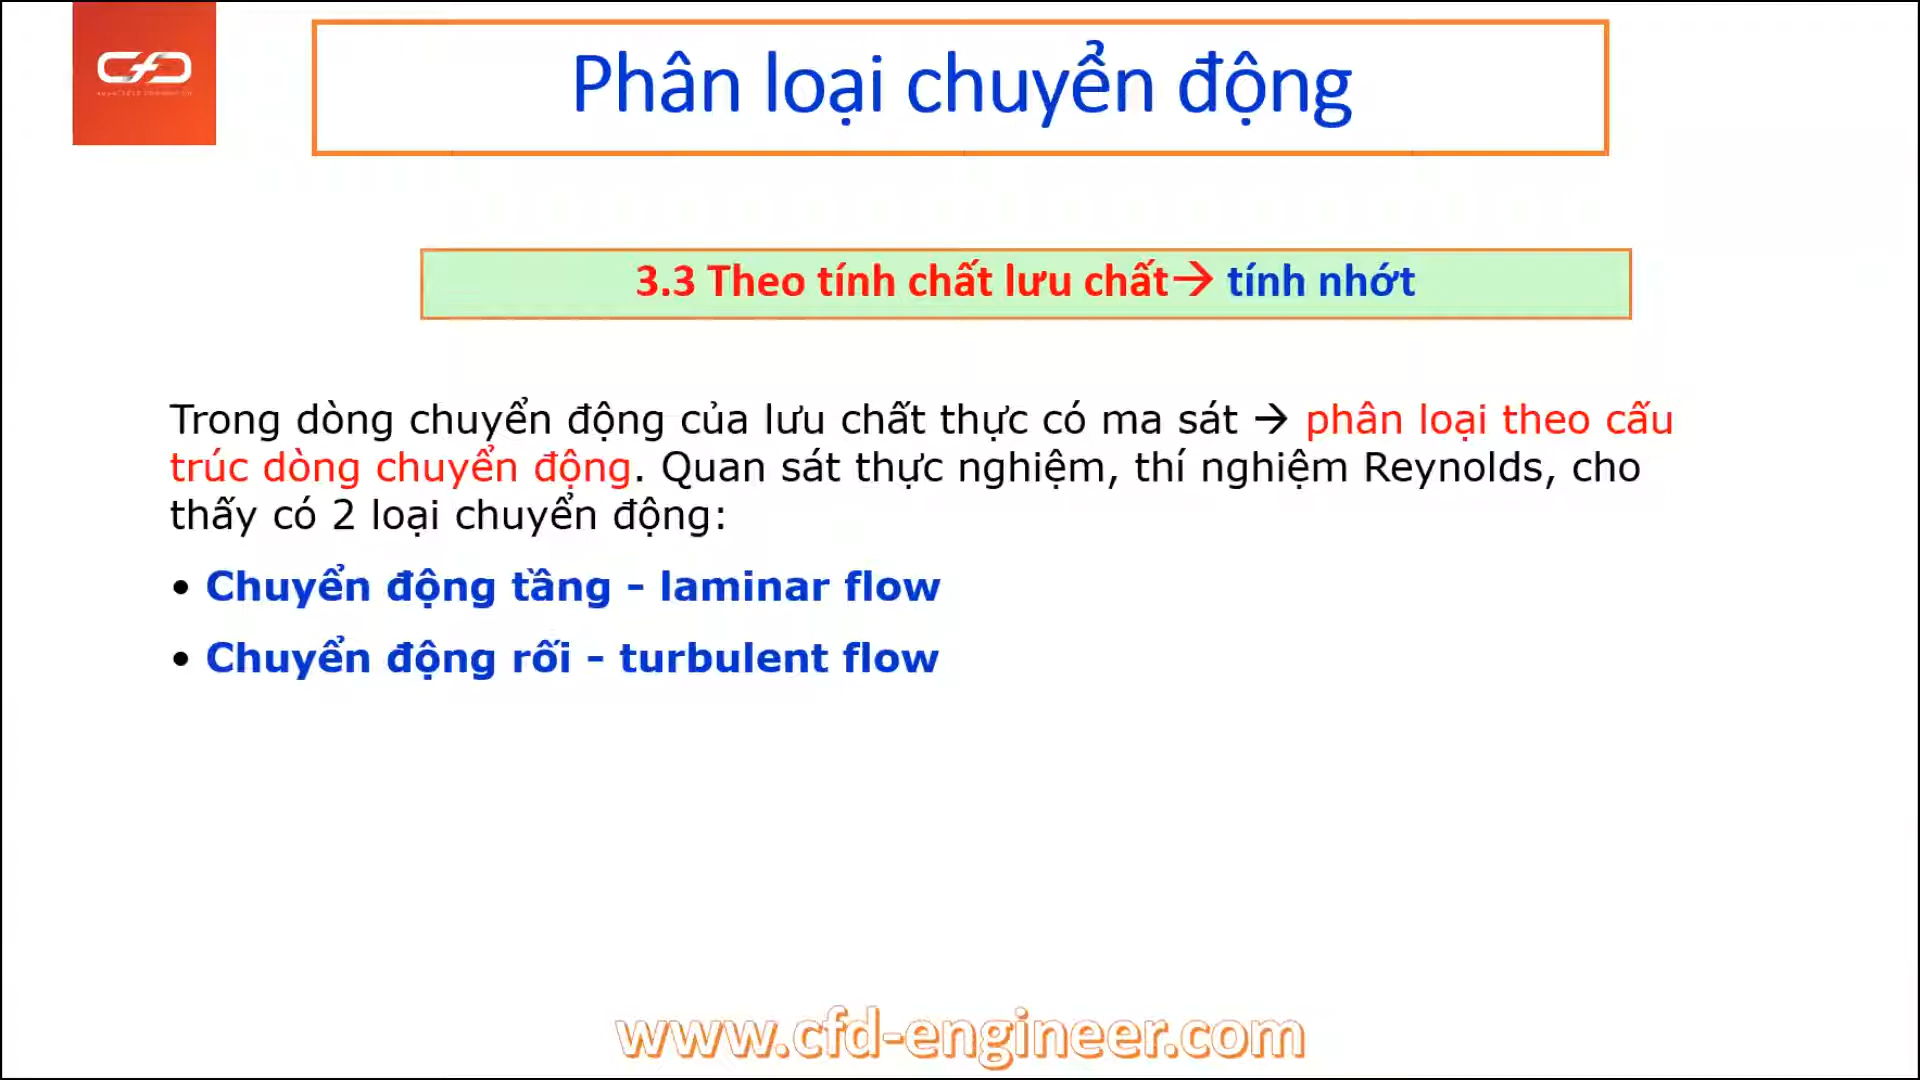 CFD
Phân loại chuyển động
3.3 Theo tính chất lưu chất→ tính nhớt
Trong dòng chuyển động của lưu chất thực có ma sát → phân loại theo cấu
trúc dòng chuyển động. Quan sát thực nghiệm, thí nghiệm Reynolds, cho
thấy có 2 loại chuyển động:
• Chuyển động tầng - laminar flow
• Chuyển động rối - turbulent flow
www.cfd-engineer.com